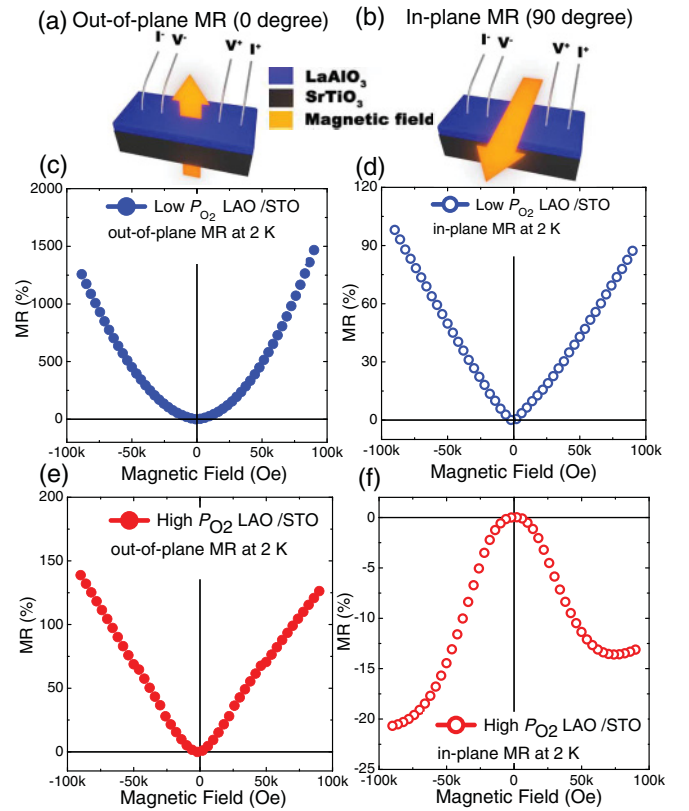 (a) Out-of-plane MR (0 degree)
I- V- V+ I+
(b) In-plane MR (90 degree)
I- V- V+ I+
LaAlO3
SrTiO3
Magnetic field
(c)
2000
1500
1000
500
0
MR (%)
Low PO2 LAO /STO
out-of-plane MR at 2 K
-100k -50k 0 50k 100k
Magnetic Field (Oe)
(d)
120
90
60
30
0
MR (%)
Low PO2 LAO /STO
in-plane MR at 2 K
-100k -50k 0 50k 100k
Magnetic Field (Oe)
(e)
200
150
100
50
0
MR (%)
High PO2 LAO /STO
out-of-plane MR at 2 K
-100k -50k 0 50k 100k
Magnetic Field (Oe)
(f)
0
-5
-10
-15
-20
-25
MR (%)
High PO2 LAO /STO
in-plane MR at 2 K
-100k -50k 0 50k 100k
Magnetic Field (Oe)